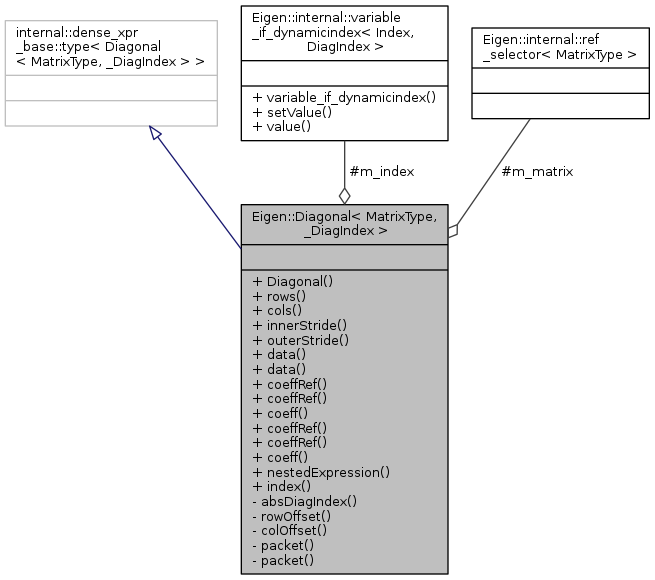 internal::dense_xpr
_base::type< Diagonal
< MatrixType, _DiagIndex > >
Eigen::internal::variable
_if_dynamicindex< Index,
DiagIndex >
+ variable_if_dynamicindex()
+ setValue()
+ value()
Eigen::internal::ref
_selector< MatrixType >
#m_index
#m_matrix
Eigen::Diagonal< MatrixType,
_DiagIndex >
+ Diagonal()
+ rows()
+ cols()
+ innerStride()
+ outerStride()
+ data()
+ data()
+ coeffRef()
+ coeffRef()
+ coeff()
+ coeffRef()
+ coeffRef()
+ coeff()
+ nestedExpression()
+ index()
- absDiagIndex()
- rowOffset()
- colOffset()
- packet()
- packet()